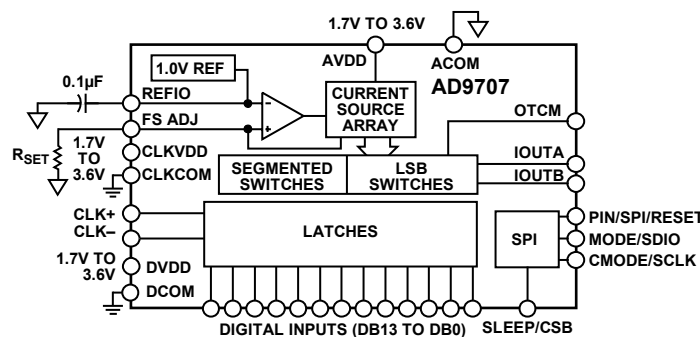 1.7V TO 3.6V
AVDD
ACOM
1.0V REF
AD9707
0.1µF
REFIO
CURRENT
SOURCE
ARRAY
OTCM
FS ADJ
RSET
1.7V
TO
3.6V
CLKVDD
CLKCOM
SEGMENTED
SWITCHES
LSB
SWITCHES
IOUTA
IOUTB
CLK+
CLK–
LATCHES
SPI
PIN/SPI/RESET
MODE/SDIO
CMODE/SCLK
1.7V TO
3.6V
DVDD
DCOM
DIGITAL INPUTS (DB13 TO DB0)
SLEEP/CSB